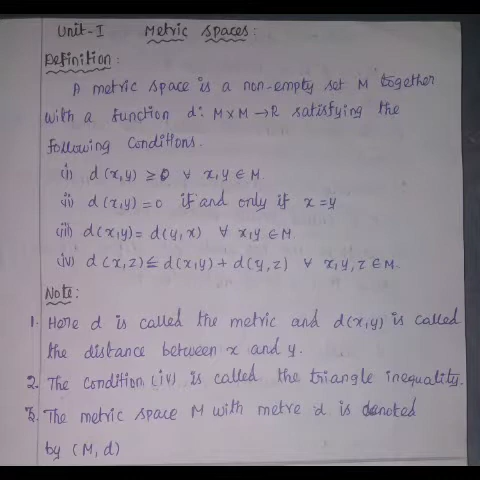 Unit-I Metric spaces:
Definition:
A metric space is a non-empty set M together
with a function d: M×M → R satisfying the
following conditions.
(i) d(x,y) ≥ 0 ∀ x,y ∈ M.
(ii) d(x,y) = 0 if and only if x = y
(iii) d(x,y) = d(y,x) ∀ x,y ∈ M.
(iv) d(x,z) ≤ d(x,y) + d(y,z) ∀ x,y,z ∈ M.
Note:
1. Here d is called the metric and d(x,y) is called
the distance between x and y.
2. The condition (iv) is called the triangle inequality.
3. The metric space M with metre d is denoted
by (M,d)